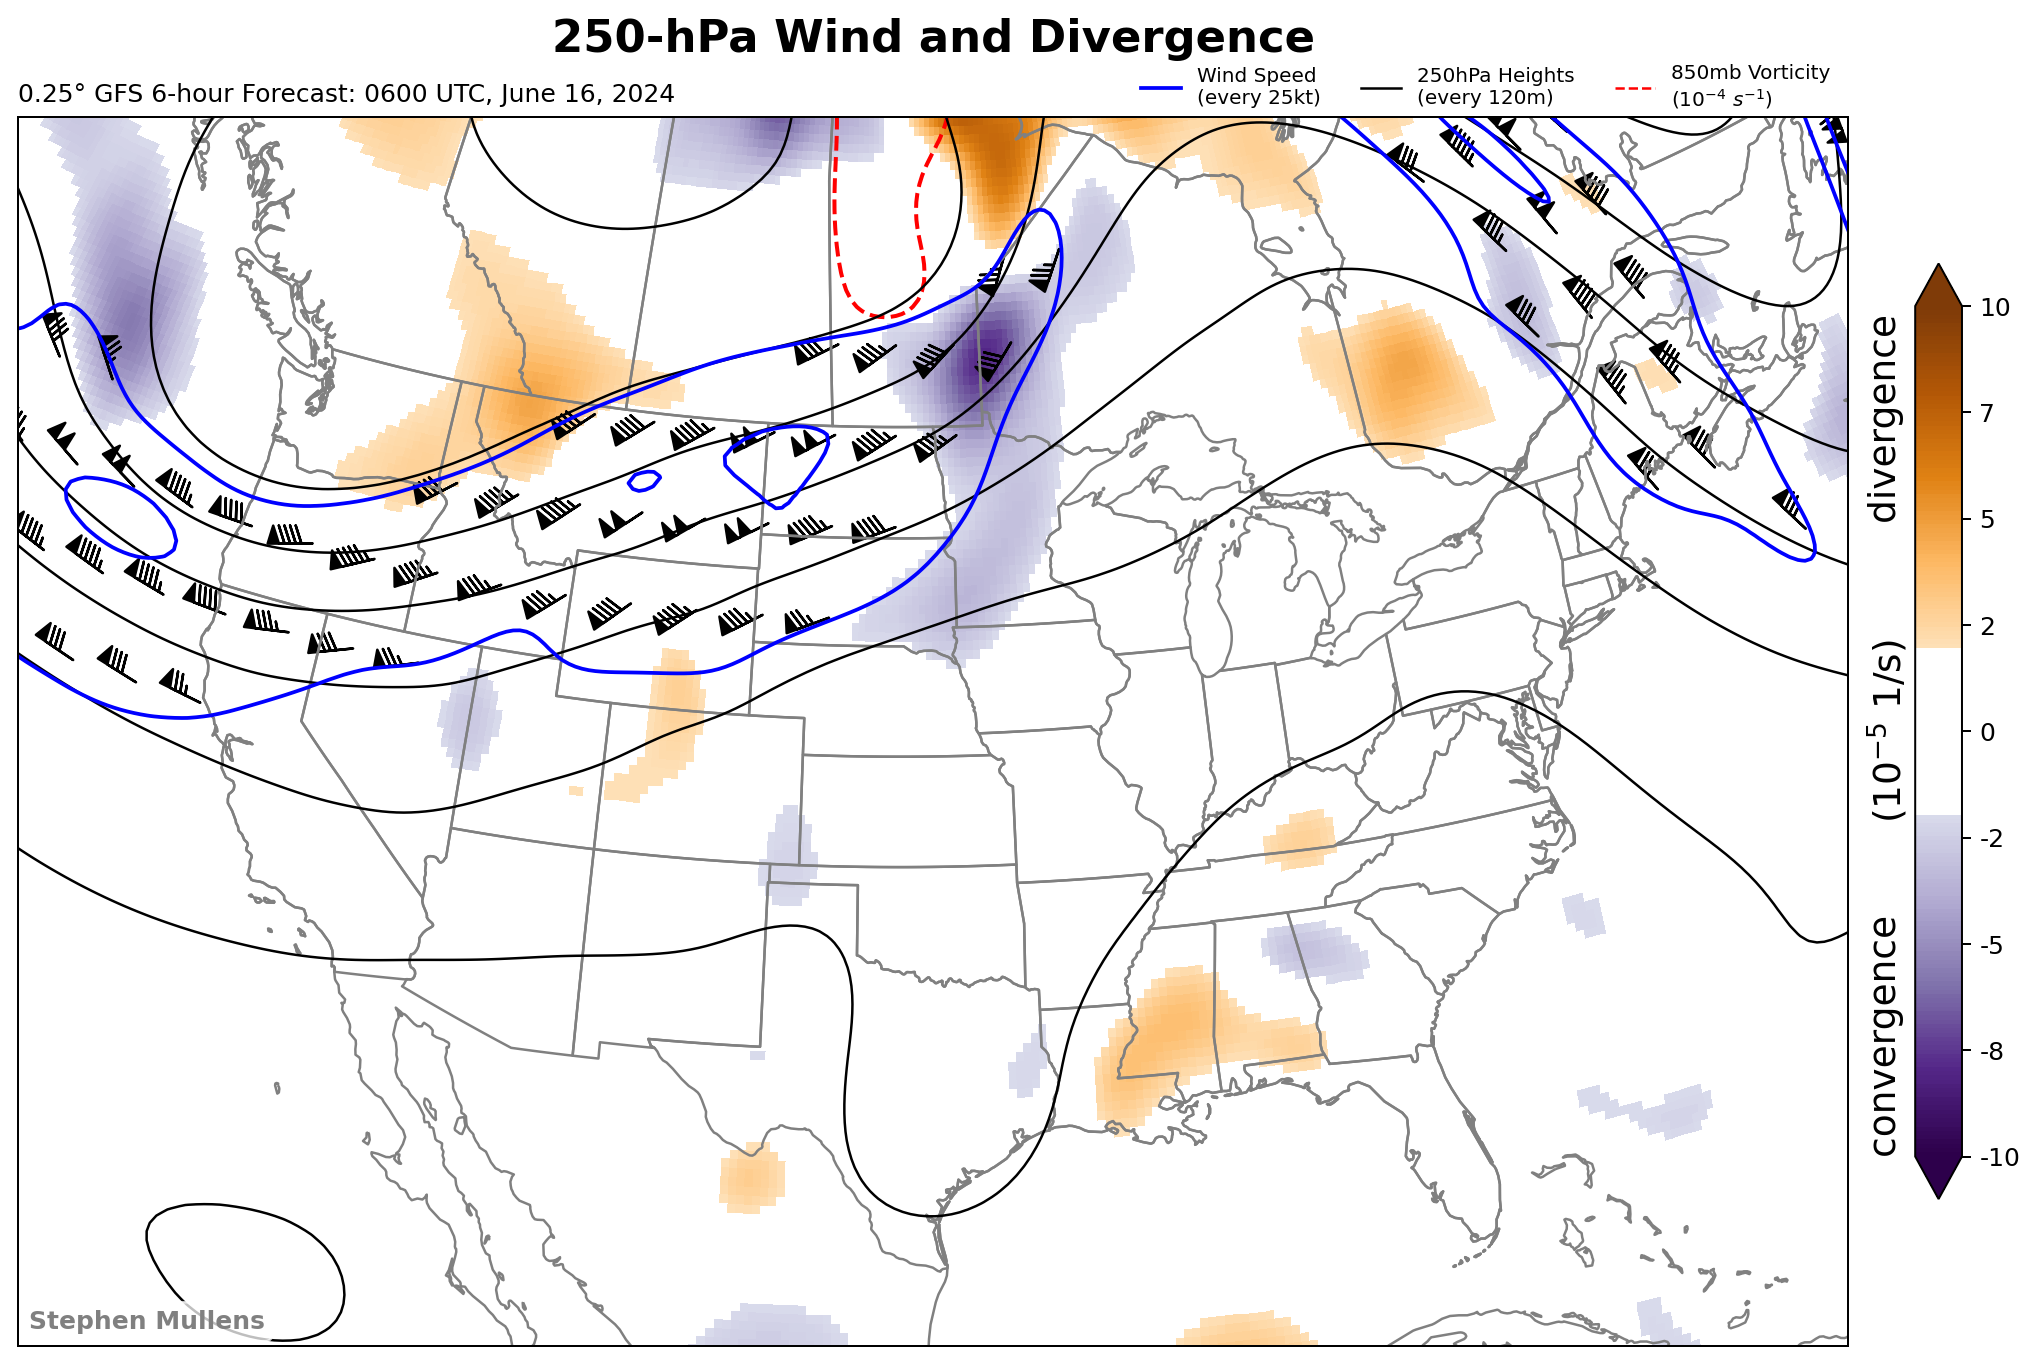 250-hPa Wind and Divergence
0.25° GFS 6-hour Forecast: 0600 UTC, June 16, 2024
Wind Speed
(every 25kt)
250hPa Heights
(every 120m)
850mb Vorticity
(10⁻⁴ s⁻¹)
10
7
5
2
0
-2
-5
-8
-10
convergence (10⁻⁵ 1/s) divergence
Stephen Mullens